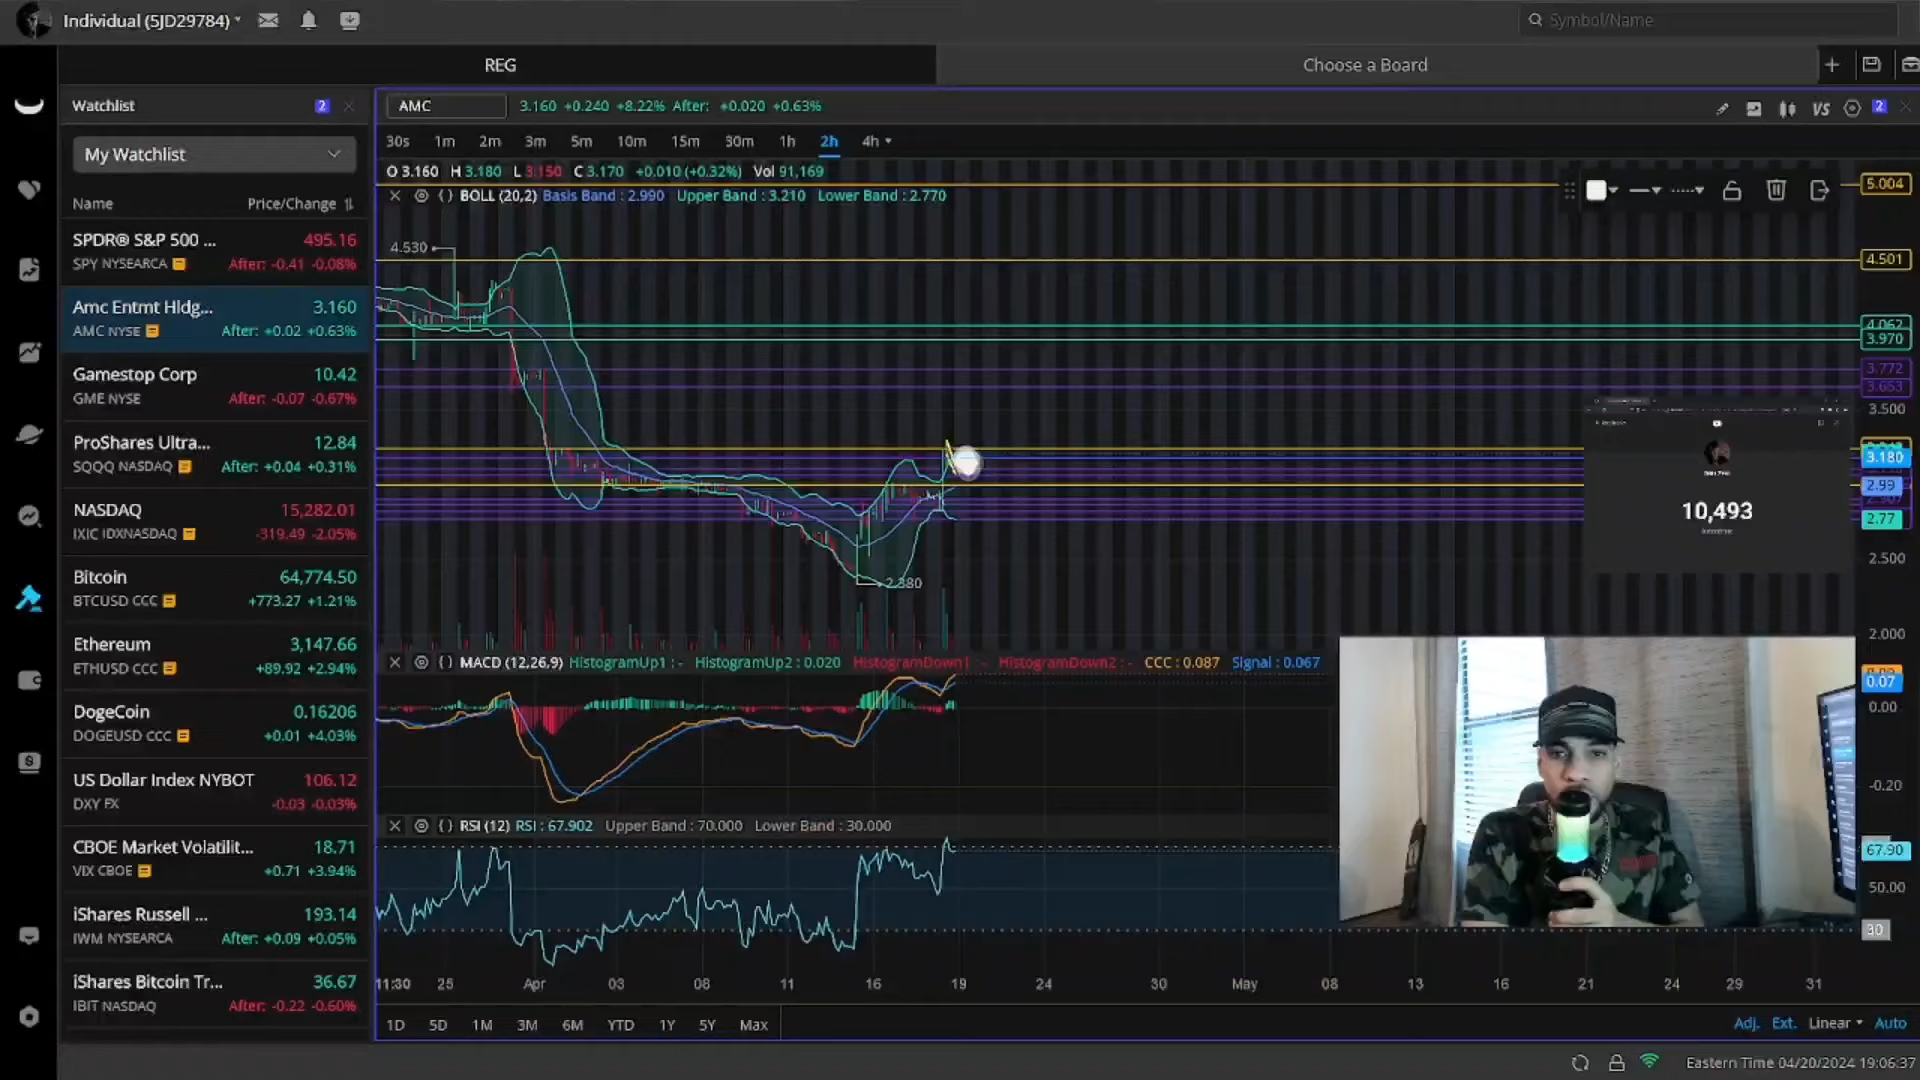 Individual (5JD29784)
Symbol/Name
REG
Choose a Board
Watchlist
2
My Watchlist
Name
Price/Change
SPDR® S&P 500 ...
495.16
SPY NYSEARCA
After: -0.41 -0.08%
Amc Entmt Hldg...
3.160
AMC NYSE
After: +0.02 +0.63%
Gamestop Corp
10.42
GME NYSE
After: -0.07 -0.67%
ProShares Ultra...
12.84
SQQQ NASDAQ
After: +0.04 +0.31%
NASDAQ
15,282.01
IXIC IDXNASDAQ
-319.49 -2.05%
Bitcoin
64,774.50
BTCUSD CCC
+773.27 +1.21%
Ethereum
3,147.66
ETHUSD CCC
+89.92 +2.94%
DogeCoin
0.16206
DOGEUSD CCC
+0.01 +4.03%
US Dollar Index NYBOT
106.12
DXY FX
-0.03 -0.03%
CBOE Market Volatilit...
18.71
VIX CBOE
+0.71 +3.94%
iShares Russell ...
193.14
IWM NYSEARCA
After: +0.09 +0.05%
iShares Bitcoin Tr...
36.67
IBIT NASDAQ
After: -0.22 -0.60%
AMC
3.160 +0.240 +8.22% After: +0.020 +0.63%
VS
2
30s 1m 2m 3m 5m 10m 15m 30m 1h 2h 4h
O 3.160 H 3.180 L 3.150 C 3.170 +0.010 (+0.32%) Vol 91,169
BOLL (20,2) Basis Band : 2.990 Upper Band : 3.210 Lower Band : 2.770
4.530
2.380
5.004
4.501
4.062
3.970
3.772
3.653
3.500
3.180
2.99
2.77
2.500
2.000
10,493
MACD (12,26,9) HistogramUp1 : - HistogramUp2 : 0.020 HistogramDown1 : - HistogramDown2 : - CCC : 0.087 Signal : 0.067
0.07
0.00
-0.20
RSI (12) RSI : 67.902 Upper Band : 70.000 Lower Band : 30.000
67.90
50.00
30
11:30 25 Apr 03 08 11 16 19 24 30 May 08 13 16 21 24 29 31
1D 5D 1M 3M 6M YTD 1Y 5Y Max
Adj. Ext. Linear Auto
Eastern Time 04/20/2024 19:06:37